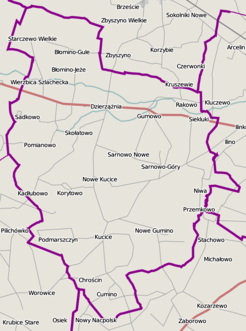 Brzeście
Sokolniki Nowe
Zbyszyno Wielkie
Starczewo Wielkie
Arcelin
Korzybie
Błomino-Gule
Zbyszyno
Czerwonki
Błomino-Jeże
Wierzbica Szlachecka
Kruszewie
Dzierzążnia
Rakowo
Kluczewo
Sadkowo
Gumowo
Siekluki
Skołatowo
Pomianowo
Ilino
Sarnowo Nowe
Sarnowo-Góry
Nowe Kucice
Kadłubowo
Korytowo
Niwa
Przemkowo
Pilichówko
Nowe Gumino
Podmarszczyn
Kucice
Stachowo
Michałowo
Chrościn
Worowice
Cumino
Kozarzewo
Krubice Stare
Osiek
Nowy Nacpolsk
Zaborowo